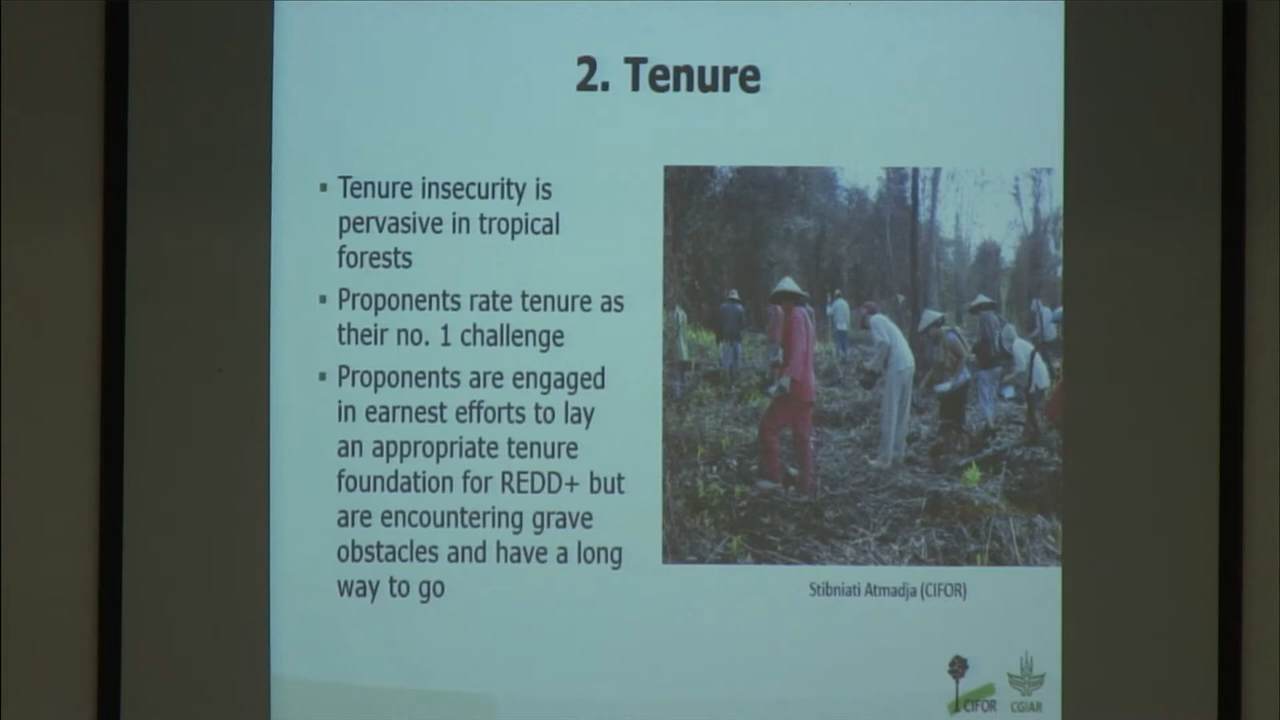 2. Tenure
Tenure insecurity is
pervasive in tropical
forests
Proponents rate tenure as
their no. 1 challenge
Proponents are engaged
in earnest efforts to lay
an appropriate tenure
foundation for REDD+ but
are encountering grave
obstacles and have a long
way to go
Stibniati Atmadja (CIFOR)
CIFOR
CGIAR